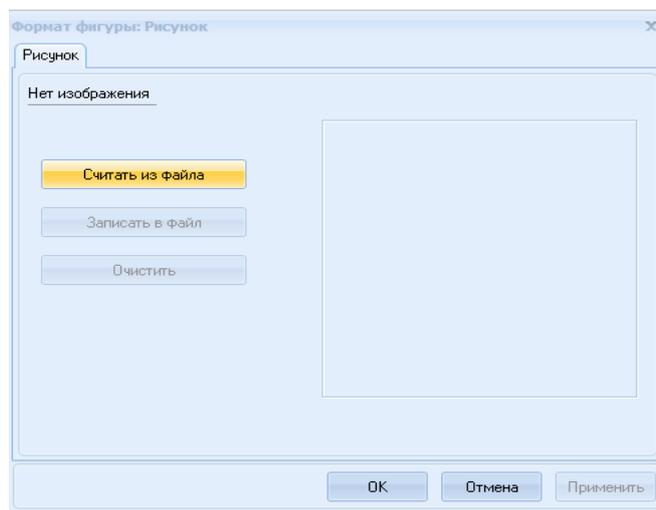 Формат фигуры: Рисунок
Рисунок
Нет изображения
Считать из файла
Записать в файл
Очистить
OK
Отмена
Применить